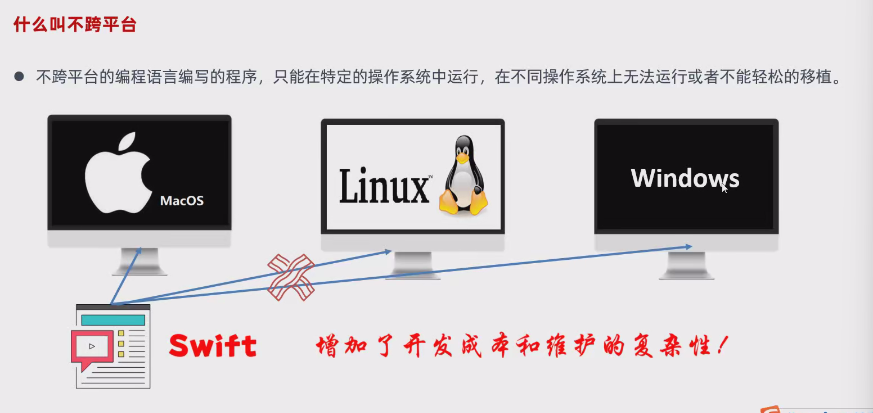 什么叫不跨平台
● 不跨平台的编程语言编写的程序，只能在特定的操作系统中运行，在不同操作系统上无法运行或者不能轻松的移植。
MacOS
Linux™
Windows
Swift 增加了开发成本和维护的复杂性！